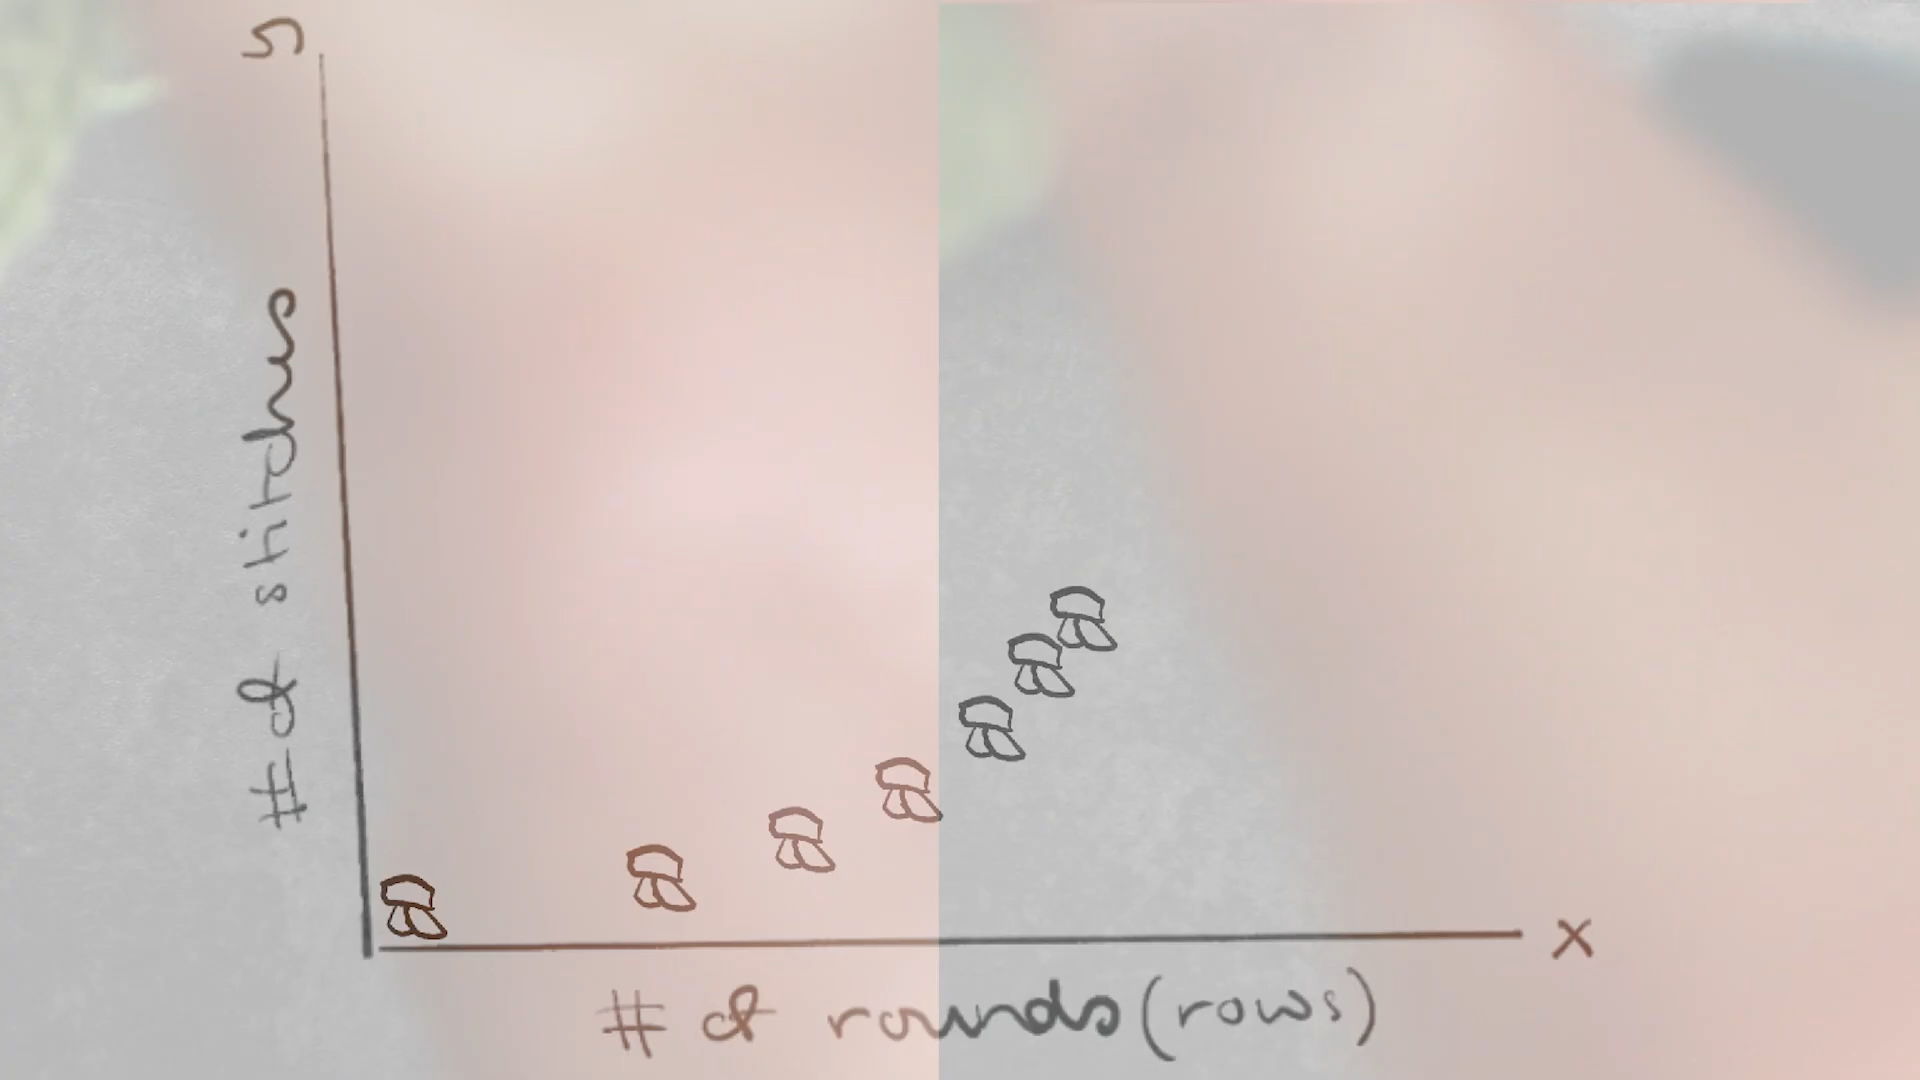 y
# of stitches
x
# of rounds (rows)